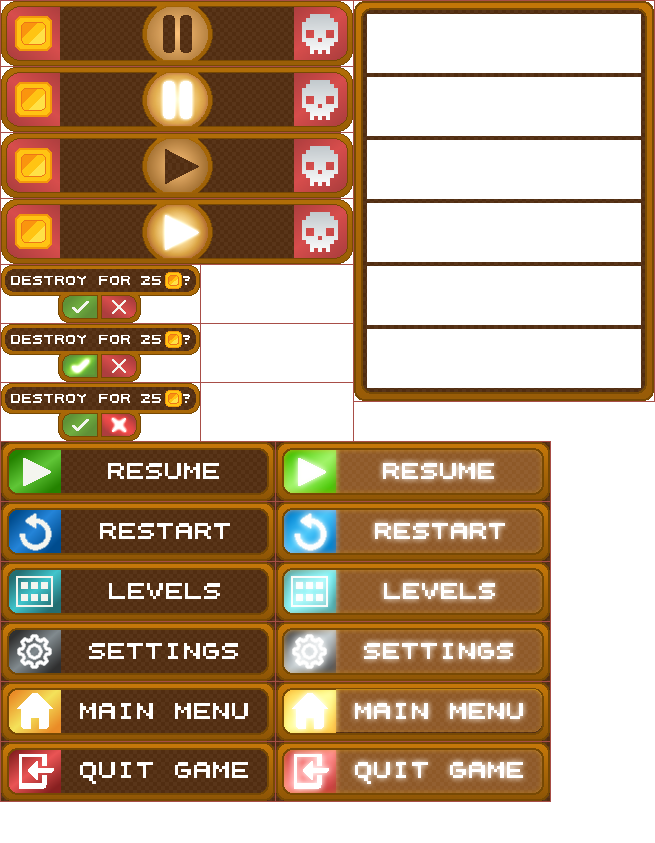 DESTROY FOR 25 ?
DESTROY FOR 25 ?
DESTROY FOR 25 ?
RESUME RESUME
RESTART RESTART
LEVELS LEVELS
SETTINGS SETTINGS
MAIN MENU MAIN MENU
QUIT GAME QUIT GAME